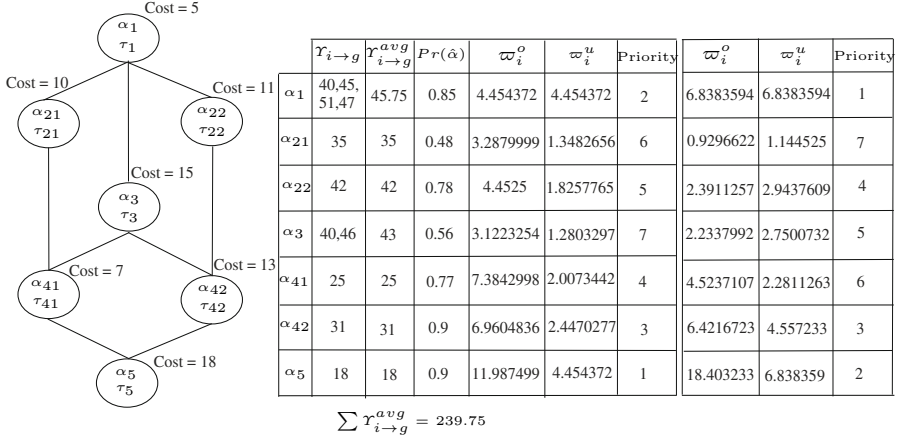 Cost = 5
α1
τ1
Cost = 10
Cost = 11
α21
τ21
α22
τ22
Cost = 15
α3
τ3
Cost = 7
Cost = 13
α41
τ41
α42
τ42
Cost = 18
α5
τ5
ϒi→g ϒavg i→g Pr(α̂) ϖoi ϖui Priority ϖoi ϖui Priority
α1 40,45, 51,47 45.75 0.85 4.454372 4.454372 2 6.8383594 6.8383594 1
α21 35 35 0.48 3.2879999 1.3482656 6 0.9296622 1.144525 7
α22 42 42 0.78 4.4525 1.8257765 5 2.3911257 2.9437609 4
α3 40,46 43 0.56 3.1223254 1.2803297 7 2.2337992 2.7500732 5
α41 25 25 0.77 7.3842998 2.0073442 4 4.5237107 2.2811263 6
α42 31 31 0.9 6.9604836 2.4470277 3 6.4216723 4.557233 3
α5 18 18 0.9 11.987499 4.454372 1 18.403233 6.838359 2
∑ ϒavg i→g = 239.75